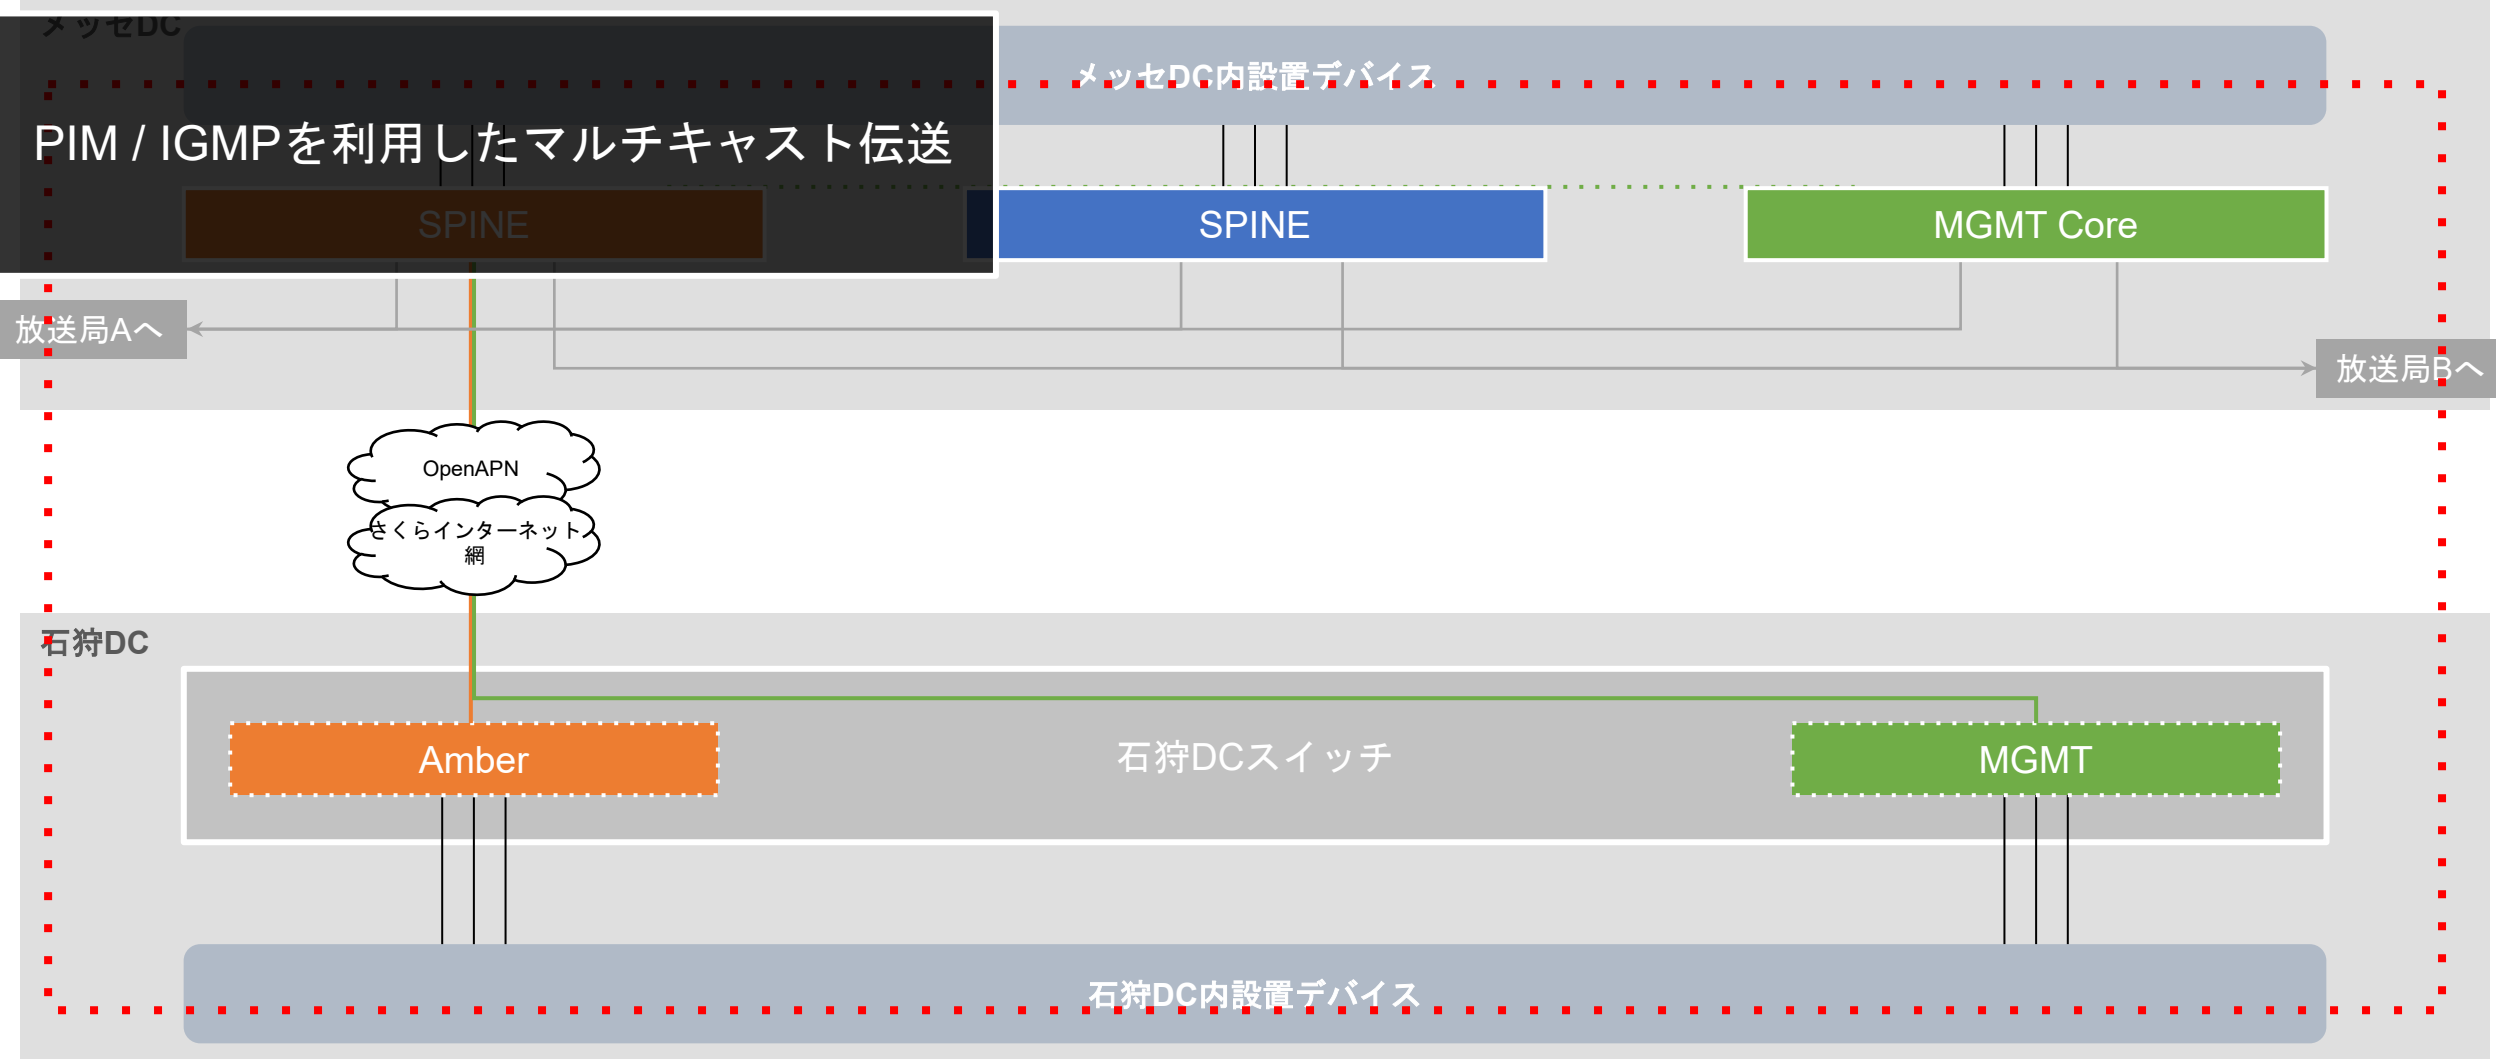 メッセDC
メッセDC内設置デバイス
PIM / IGMPを利用したマルチキャスト伝送
SPINE
SPINE
MGMT Core
放送局Aへ
放送局Bへ
OpenAPN
さくらインターネット
網
石狩DC
Amber
石狩DCスイッチ
MGMT
石狩DC内設置デバイス